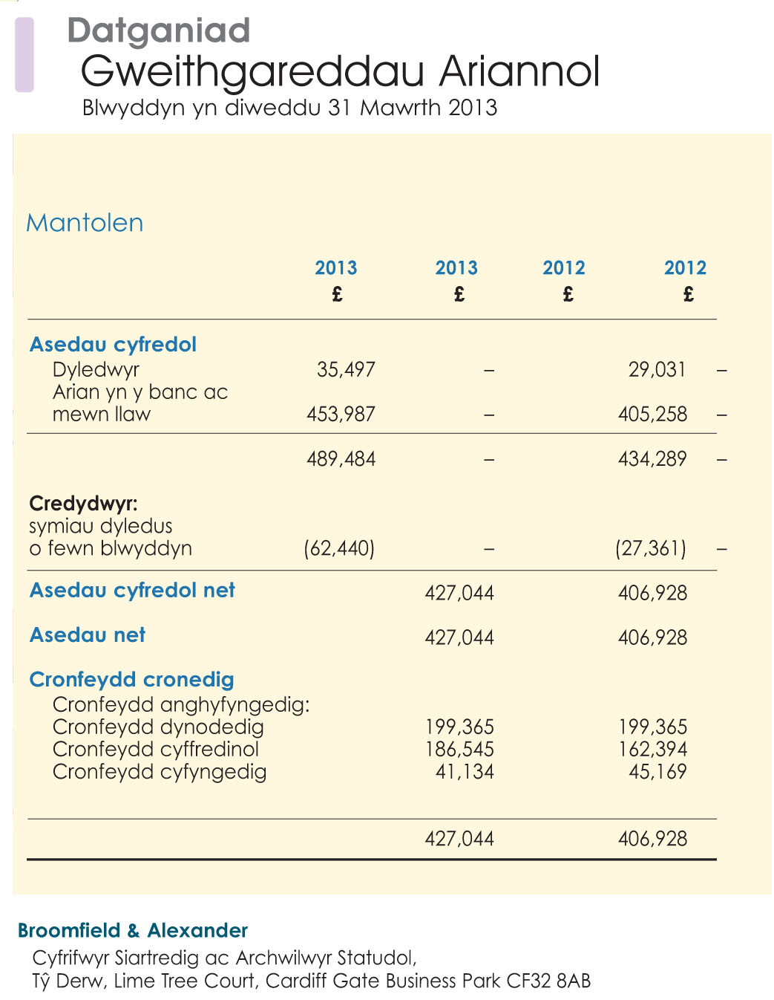 Datganiad
Gweithgareddau Ariannol
Blwyddyn yn diweddu 31 Mawrth 2013
Mantolen
2013 2013 2012 2012
£ £ £ £
Asedau cyfredol
Dyledwyr 35,497 – 29,031 –
Arian yn y banc ac
mewn llaw 453,987 – 405,258 –
489,484 – 434,289 –
Credydwyr:
symiau dyledus
o fewn blwyddyn (62,440) – (27,361) –
Asedau cyfredol net 427,044 406,928
Asedau net 427,044 406,928
Cronfeydd cronedig
Cronfeydd anghyfyngedig:
Cronfeydd dynodedig 199,365 199,365
Cronfeydd cyffredinol 186,545 162,394
Cronfeydd cyfyngedig 41,134 45,169
427,044 406,928
Broomfield & Alexander
Cyfrifwyr Siartredig ac Archwilwyr Statudol,
Tŷ Derw, Lime Tree Court, Cardiff Gate Business Park CF32 8AB